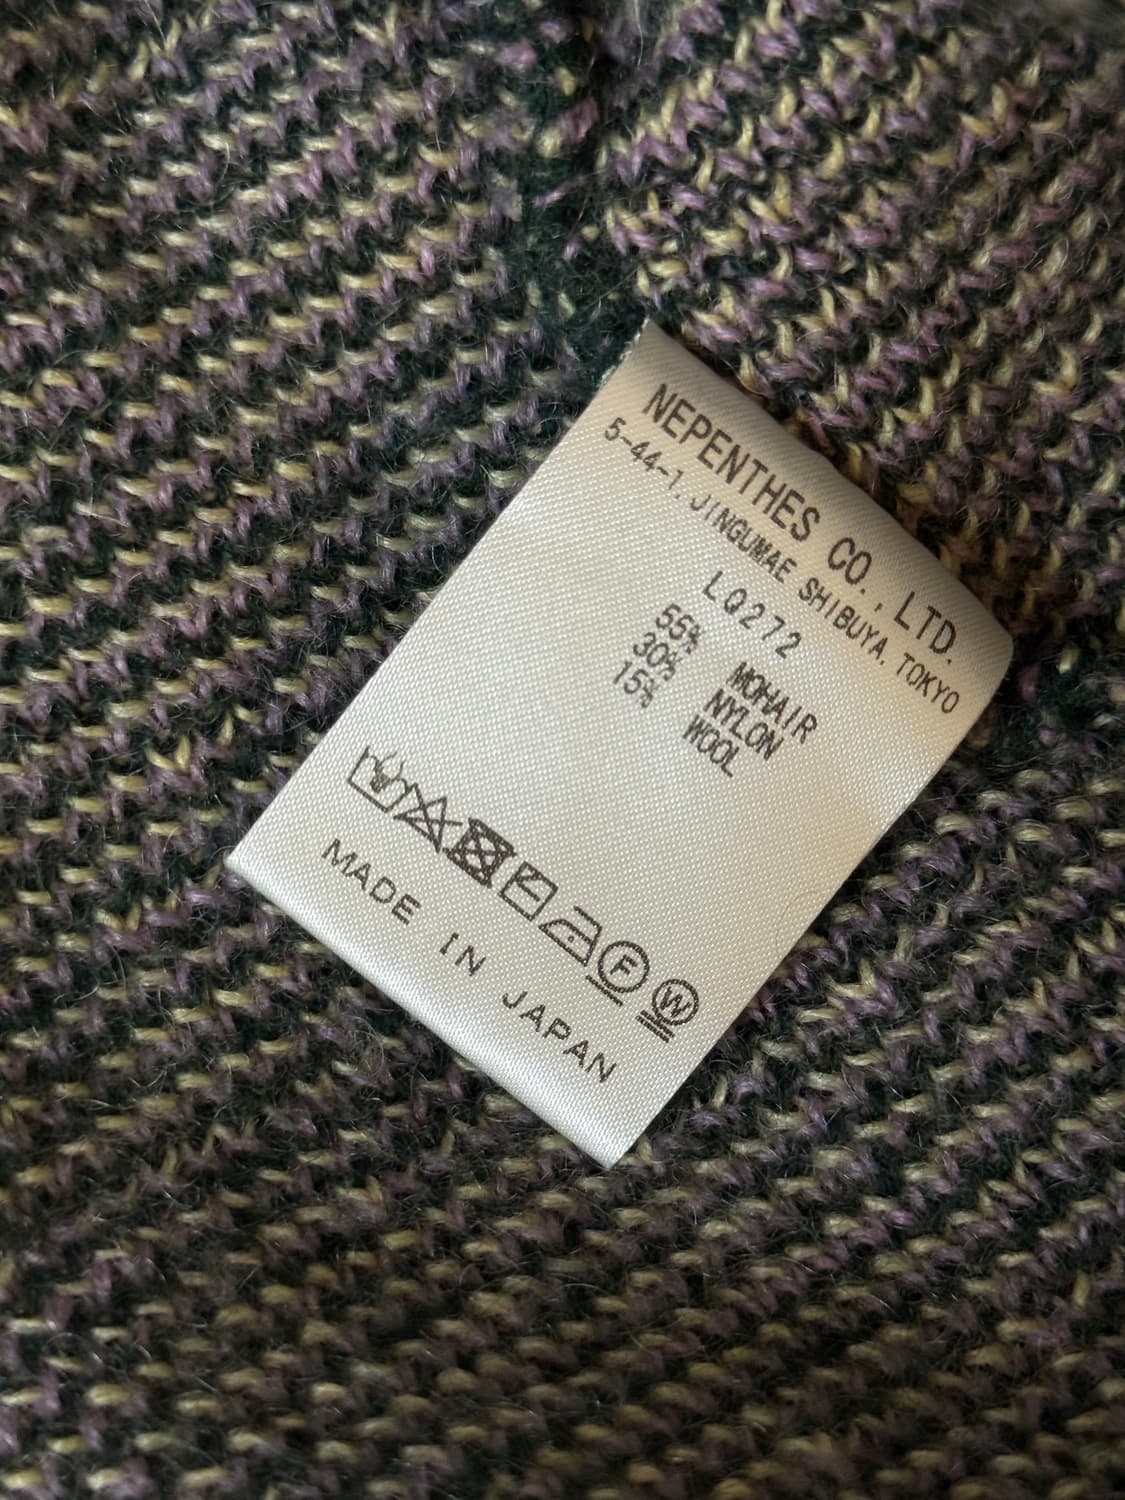 NEPENTHES CO., LTD.
5-44-1, JINGUMAE SHIBUYA, TOKYO
LQ272
55% MOHAIR
30% NYLON
15% WOOL
F W
MADE IN JAPAN